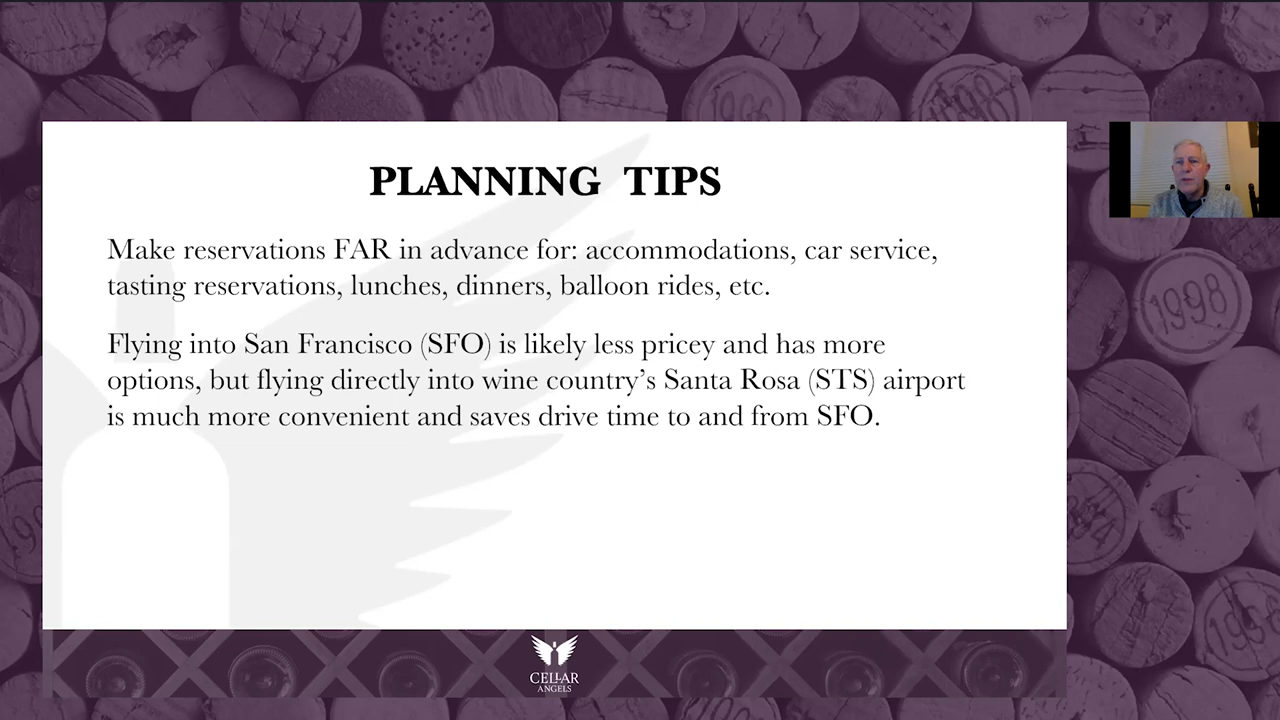 PLANNING TIPS
Make reservations FAR in advance for: accommodations, car service,
tasting reservations, lunches, dinners, balloon rides, etc.
Flying into San Francisco (SFO) is likely less pricey and has more
options, but flying directly into wine country’s Santa Rosa (STS) airport
is much more convenient and saves drive time to and from SFO.
1998
CELLAR
ANGELS